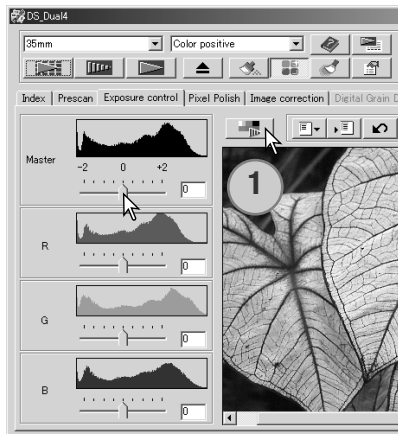 DS_Dual4
35mm Color positive
Index Prescan Exposure control Pixel Polish Image correction Digital Grain D
Master
-2 0 +2
0
1
R
0
G
0
B
0